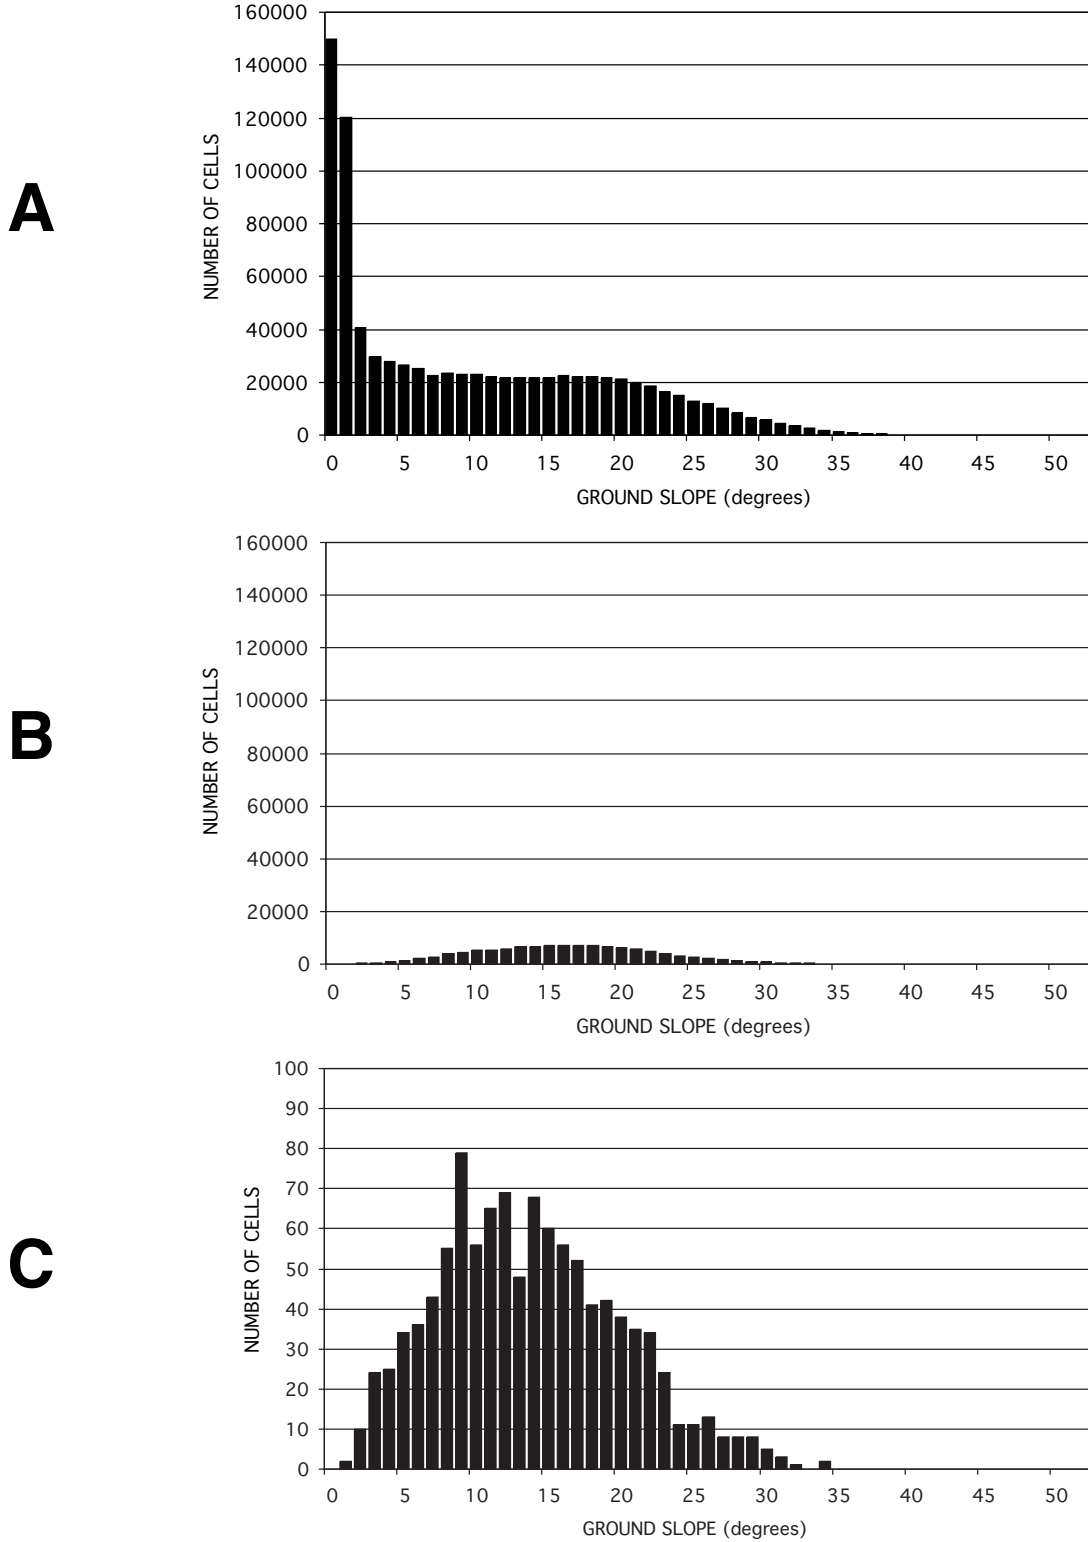 A
NUMBER OF CELLS
160000
140000
120000
100000
80000
60000
40000
20000
0
0 5 10 15 20 25 30 35 40 45 50
GROUND SLOPE (degrees)
B
NUMBER OF CELLS
160000
140000
120000
100000
80000
60000
40000
20000
0
0 5 10 15 20 25 30 35 40 45 50
GROUND SLOPE (degrees)
C
NUMBER OF CELLS
100
90
80
70
60
50
40
30
20
10
0
0 5 10 15 20 25 30 35 40 45 50
GROUND SLOPE (degrees)